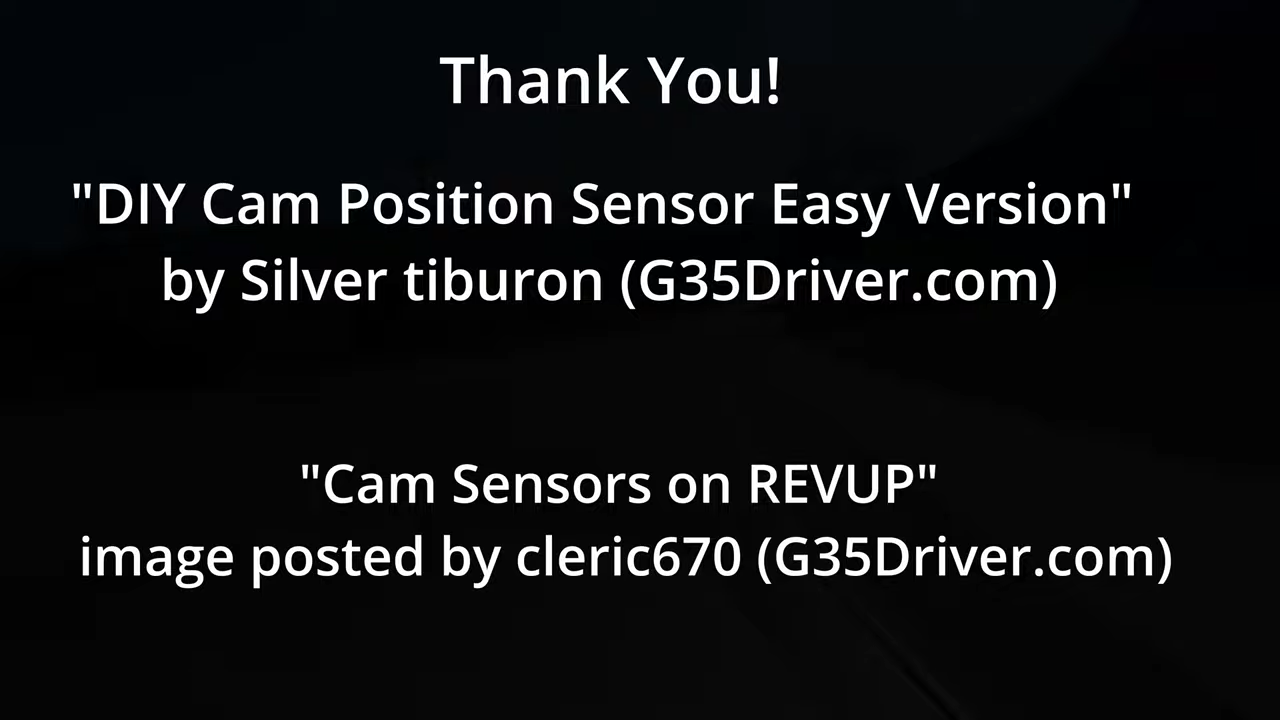 Thank You!
"DIY Cam Position Sensor Easy Version"
by Silver tiburon (G35Driver.com)
"Cam Sensors on REVUP"
image posted by cleric670 (G35Driver.com)